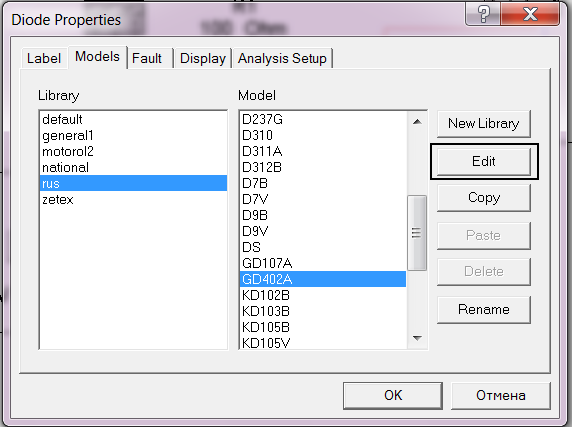 100 Ohm
Diode Properties
?
Label Models Fault Display Analysis Setup
Library
default
general1
motorol2
national
rus
zetex
Model
D237G
D310
D311A
D312B
D7B
D7V
D9B
D9V
DS
GD107A
GD402A
KD102B
KD103B
KD105B
KD105V
New Library
Edit
Copy
Paste
Delete
Rename
OK
Отмена